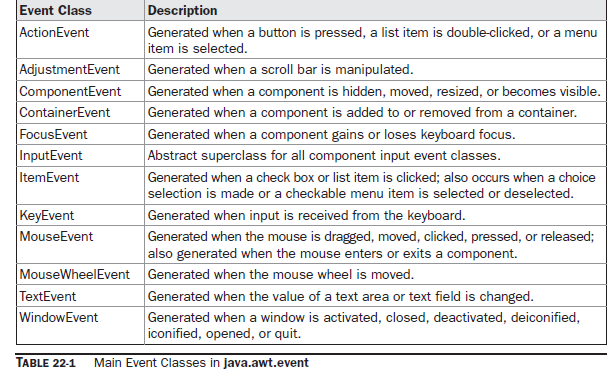 Event Class Description
ActionEvent Generated when a button is pressed, a list item is double-clicked, or a menu
item is selected.
AdjustmentEvent Generated when a scroll bar is manipulated.
ComponentEvent Generated when a component is hidden, moved, resized, or becomes visible.
ContainerEvent Generated when a component is added to or removed from a container.
FocusEvent Generated when a component gains or loses keyboard focus.
InputEvent Abstract superclass for all component input event classes.
ItemEvent Generated when a check box or list item is clicked; also occurs when a choice
selection is made or a checkable menu item is selected or deselected.
KeyEvent Generated when input is received from the keyboard.
MouseEvent Generated when the mouse is dragged, moved, clicked, pressed, or released;
also generated when the mouse enters or exits a component.
MouseWheelEvent Generated when the mouse wheel is moved.
TextEvent Generated when the value of a text area or text field is changed.
WindowEvent Generated when a window is activated, closed, deactivated, deiconified,
iconified, opened, or quit.
TABLE 22-1 Main Event Classes in java.awt.event